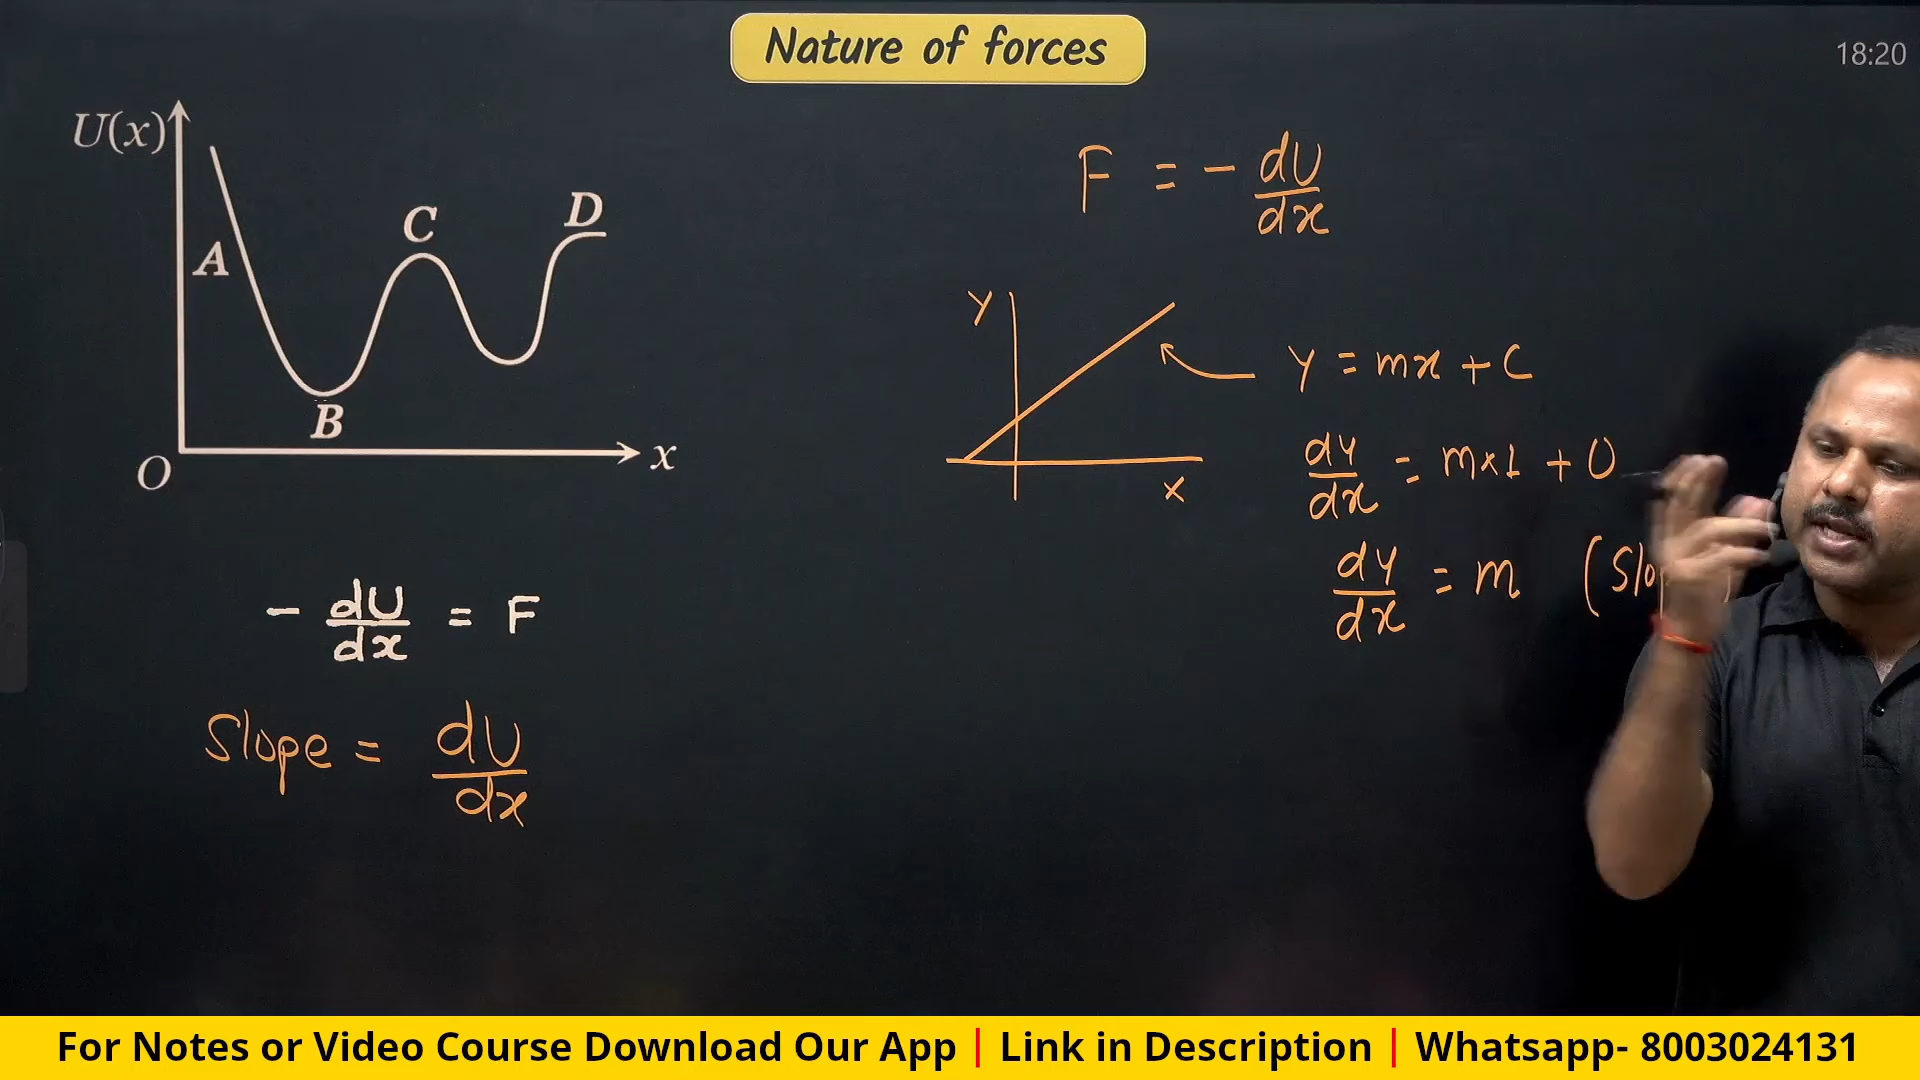 Nature of forces
18:20
U(x)
A
B
C
D
O
x
- dU/dx = F
Slope = dU/dx
F = - dU/dx
y
x
y = mx + C
dy/dx = m×1 + 0
dy/dx = m
For Notes or Video Course Download Our App | Link in Description | Whatsapp- 8003024131